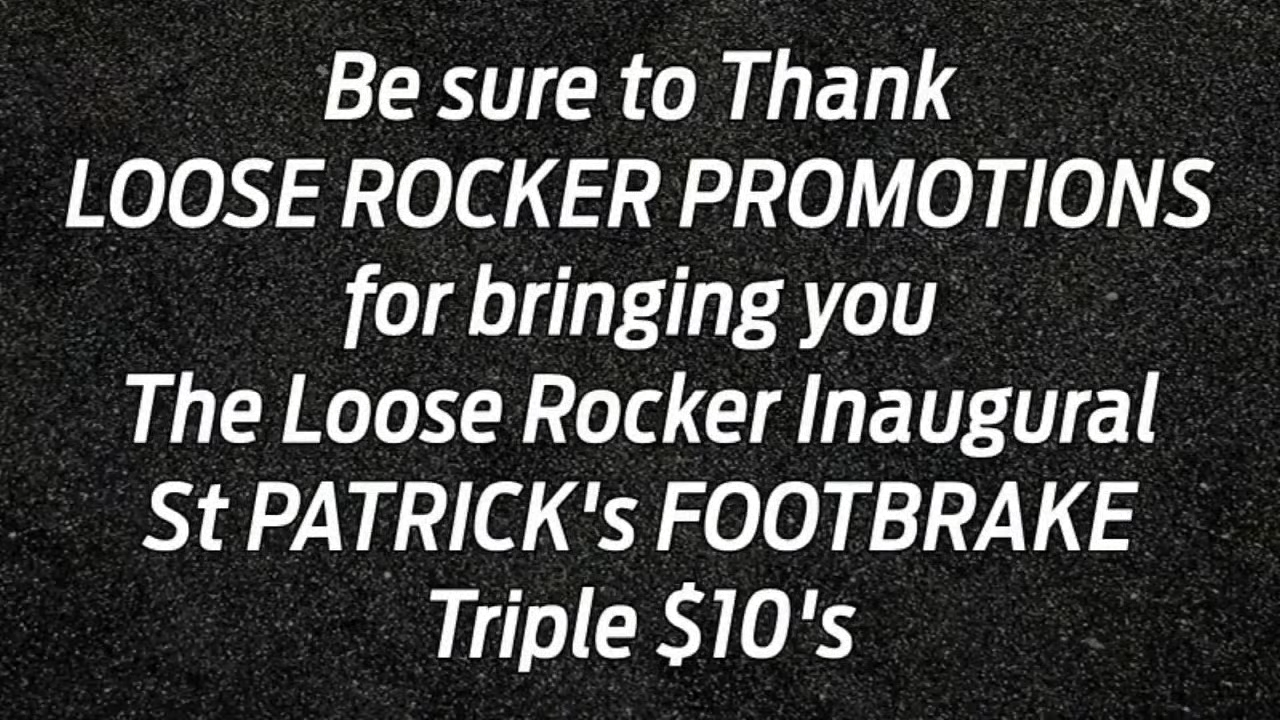 Be sure to Thank
LOOSE ROCKER PROMOTIONS
for bringing you
The Loose Rocker Inaugural
St PATRICK's FOOTBRAKE
Triple $10's